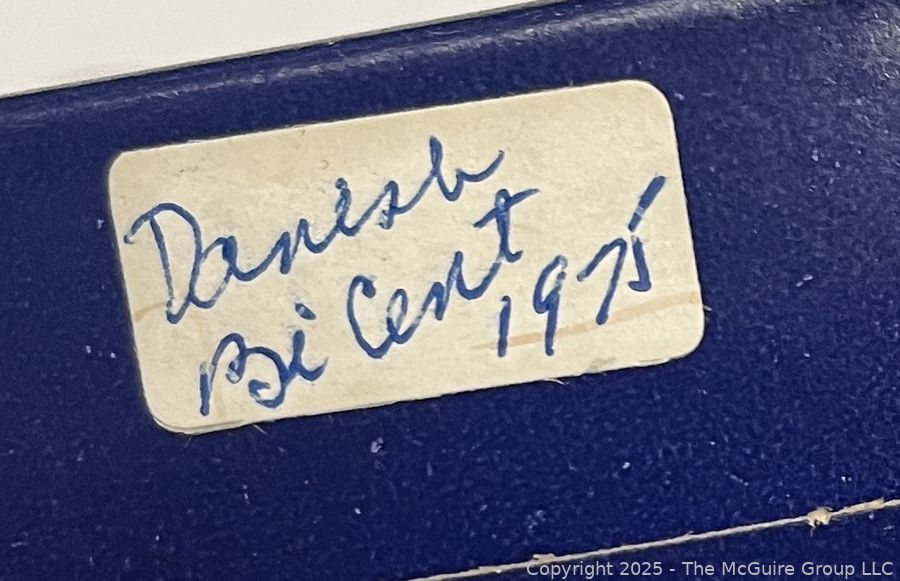 Danish
Bi Cent 1975
Copyright 2025 - The McGuire Group LLC